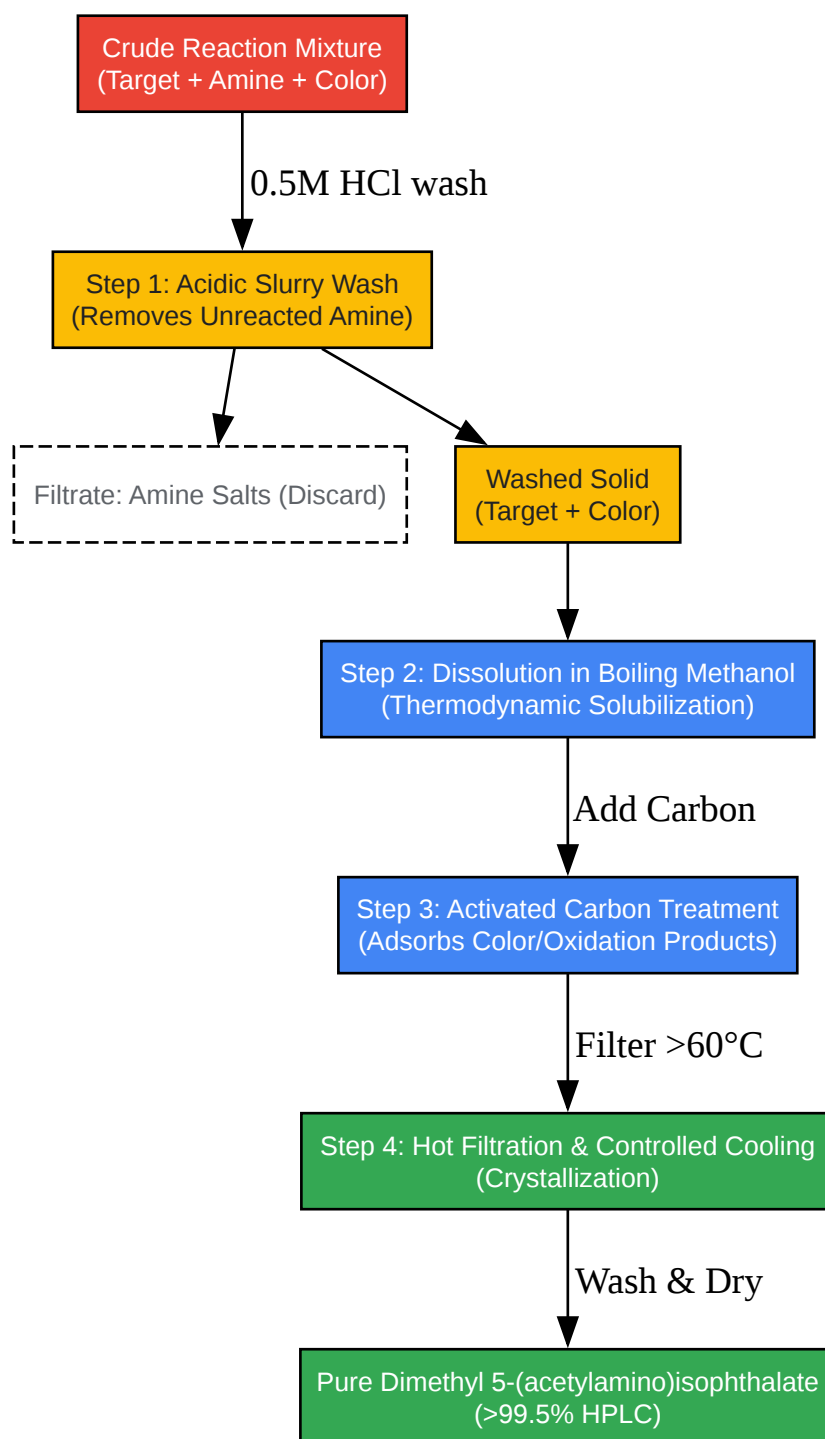 Crude Reaction Mixture
(Target + Amine + Color)
0.5M HCl wash
Step 1: Acidic Slurry Wash
(Removes Unreacted Amine)
Filtrate: Amine Salts (Discard)
Washed Solid
(Target + Color)
Step 2: Dissolution in Boiling Methanol
(Thermodynamic Solubilization)
Add Carbon
Step 3: Activated Carbon Treatment
(Adsorbs Color/Oxidation Products)
Filter >60°C
Step 4: Hot Filtration & Controlled Cooling
(Crystallization)
Wash & Dry
Pure Dimethyl 5-(acetylamino)isophthalate
(>99.5% HPLC)